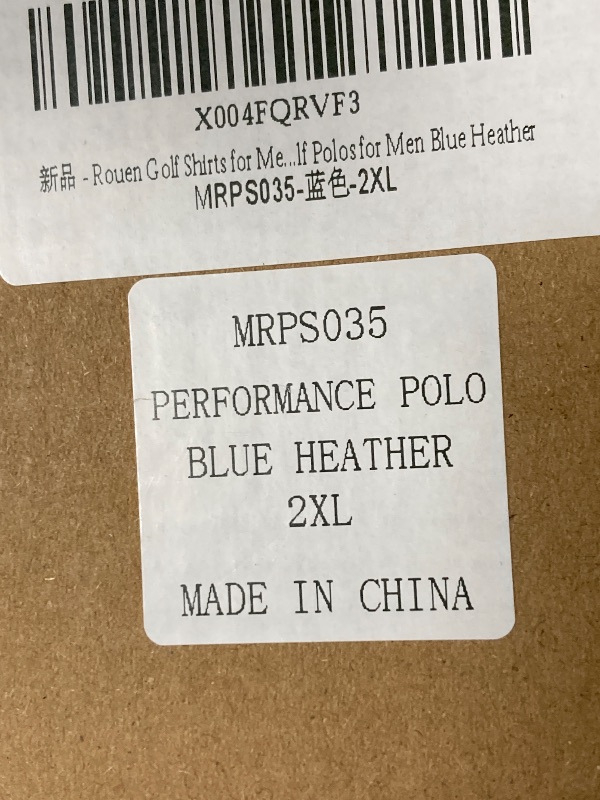 X004FQRVF3
新品 - Rouen Golf Shirts for Me...lf Polos for Men Blue Heather
MRPS035-蓝色-2XL
MRPS035
PERFORMANCE POLO
BLUE HEATHER
2XL
MADE IN CHINA